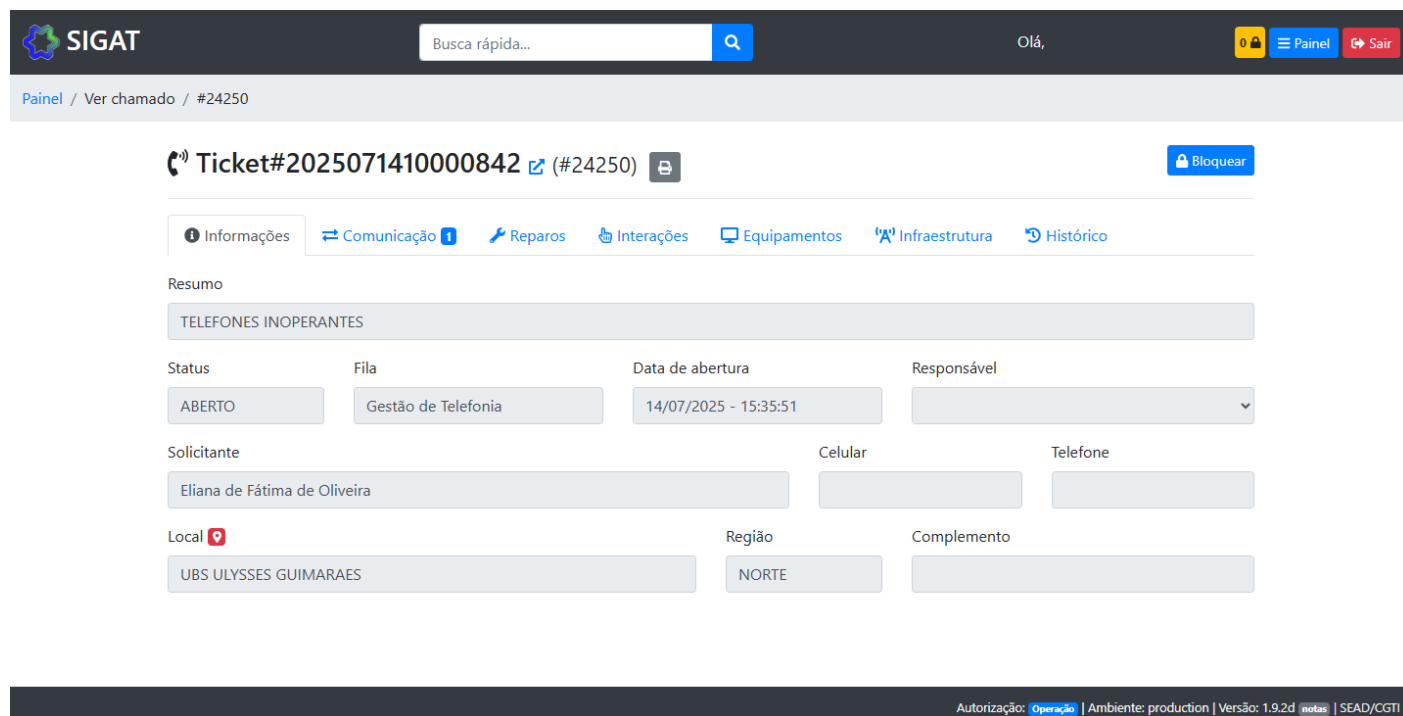 SIGAT
Busca rápida...
Olá,
0
Painel
Sair
Painel / Ver chamado / #24250
Ticket#2025071410000842 (#24250)
Bloquear
Informações
Comunicação 1
Reparos
Interações
Equipamentos
Infraestrutura
Histórico
Resumo
TELEFONES INOPERANTES
Status
Fila
Data de abertura
Responsável
ABERTO
Gestão de Telefonia
14/07/2025 - 15:35:51
Solicitante
Celular
Telefone
Eliana de Fátima de Oliveira
Local
Região
Complemento
UBS ULYSSES GUIMARAES
NORTE
Autorização: Operação | Ambiente: production | Versão: 1.9.2d notas | SEAD/CGTI